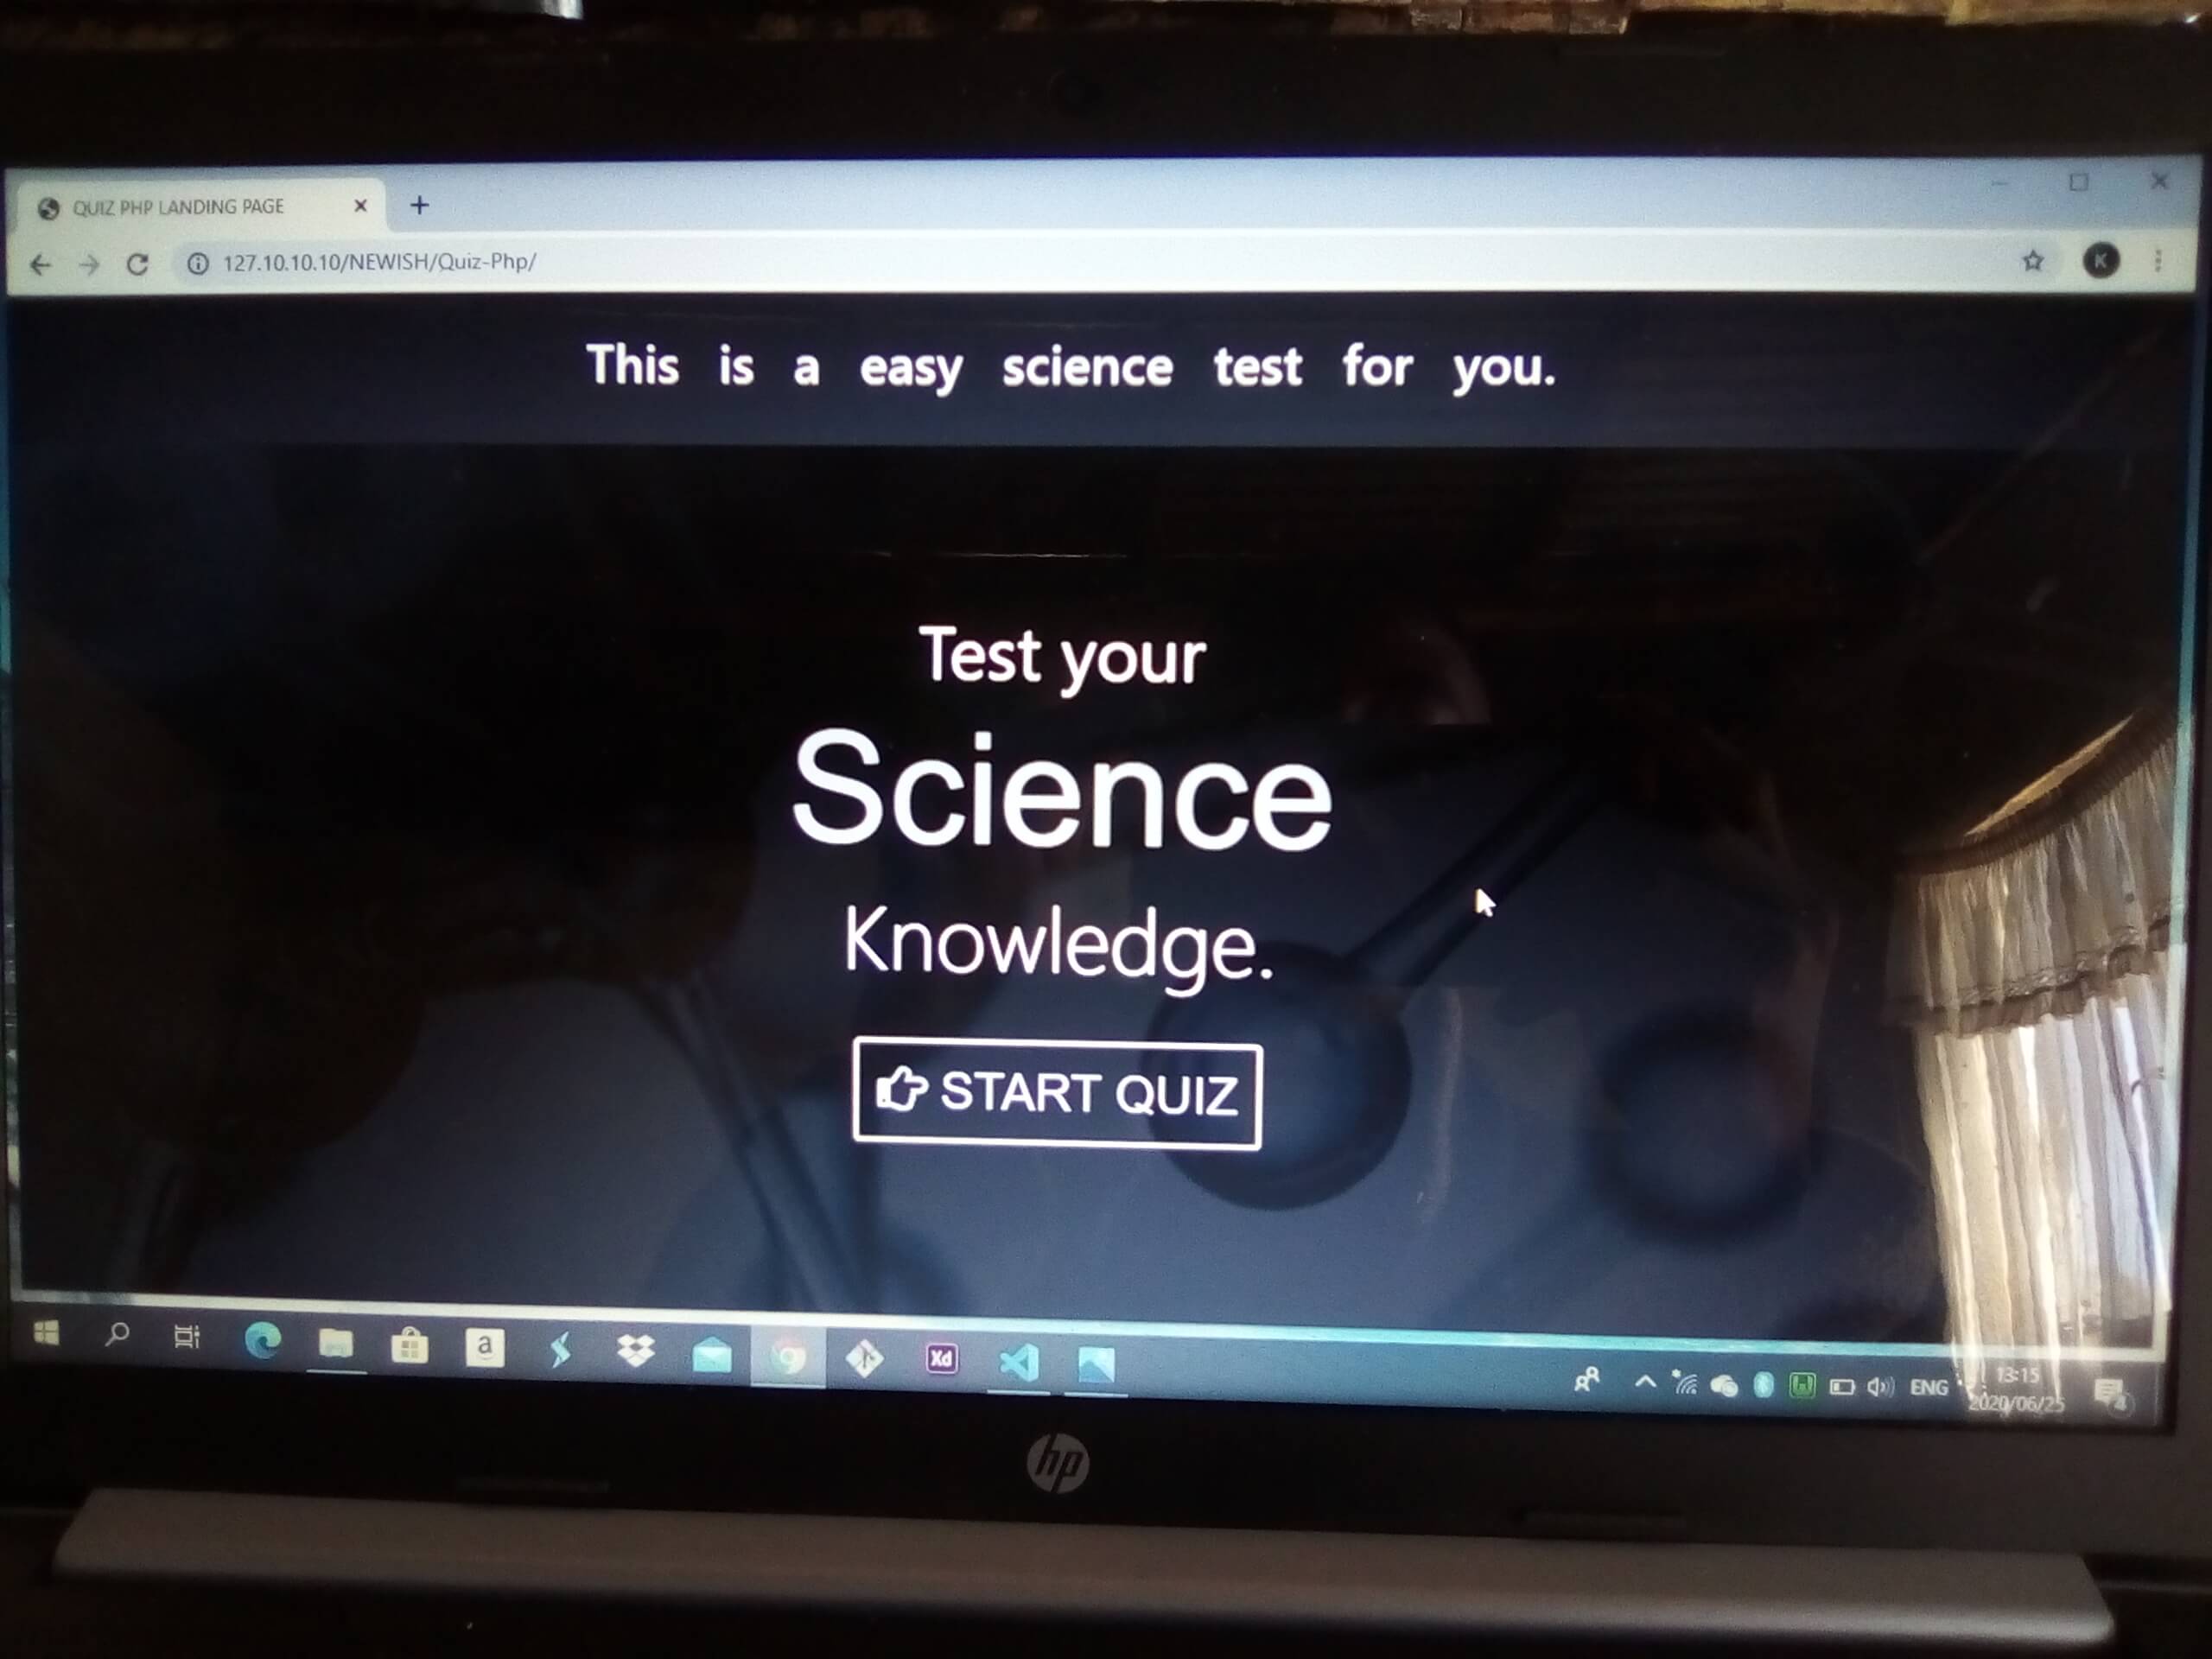 QUIZ PHP LANDING PAGE
127.10.10.10/NEWISH/Quiz-Php/
K
This is a easy science test for you.
Test your
Science
Knowledge.
START QUIZ
a
Xd
ENG
13:15
2020/06/25
4
hp